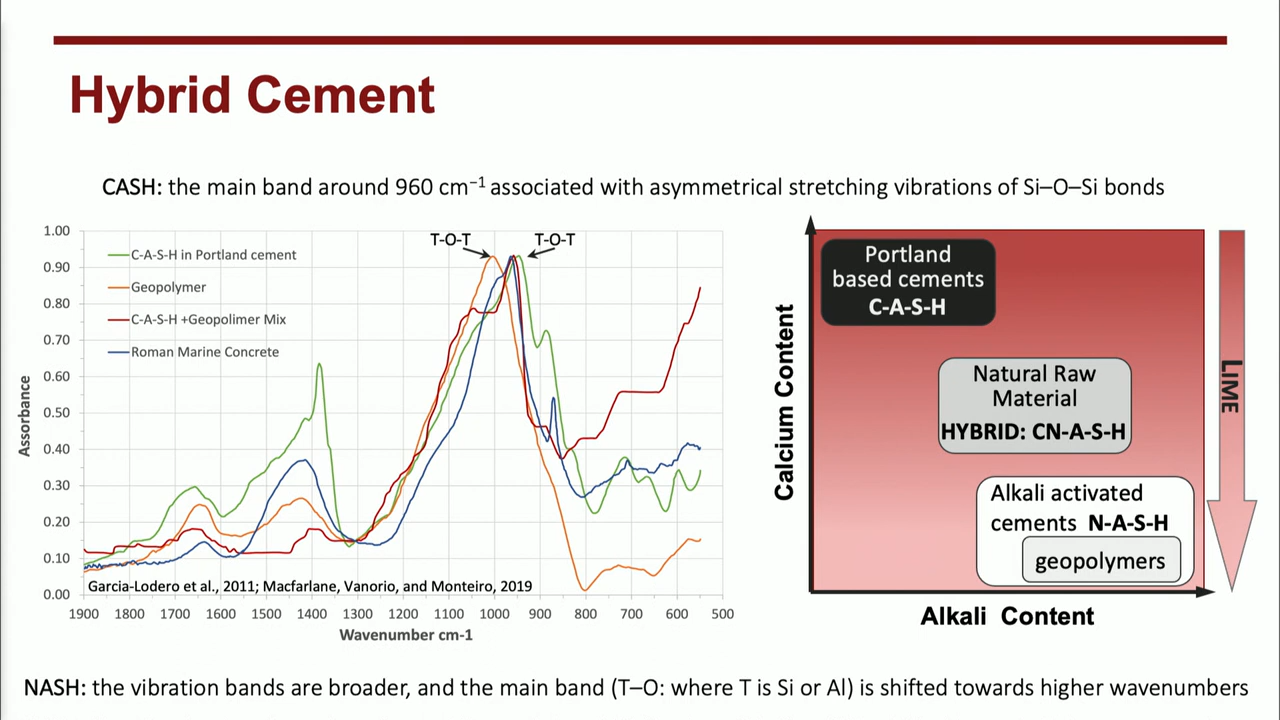 Hybrid Cement
CASH: the main band around 960 cm⁻¹ associated with asymmetrical stretching vibrations of Si–O–Si bonds
1.00
0.90
0.80
0.70
0.60
0.50
0.40
0.30
0.20
0.10
0.00
Assorbance
C-A-S-H in Portland cement
Geopolymer
C-A-S-H +Geopolimer Mix
Roman Marine Concrete
T-O-T
T-O-T
Garcia-Lodero et al., 2011; Macfarlane, Vanorio, and Monteiro, 2019
1900 1800 1700 1600 1500 1400 1300 1200 1100 1000 900 800 700 600 500
Wavenumber cm-1
Calcium Content
Portland
based cements
C-A-S-H
Natural Raw
Material
HYBRID: CN-A-S-H
Alkali activated
cements N-A-S-H
geopolymers
Alkali Content
LIME
NASH: the vibration bands are broader, and the main band (T–O: where T is Si or Al) is shifted towards higher wavenumbers